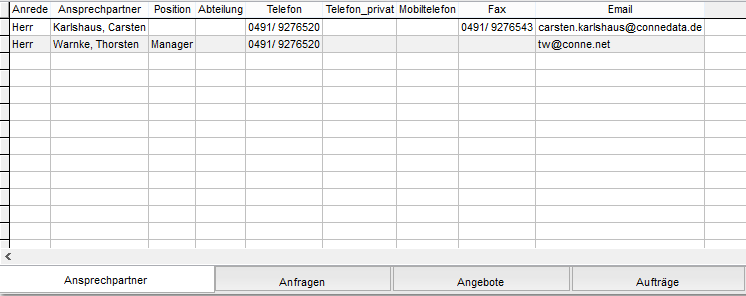 Anrede Ansprechpartner Position Abteilung Telefon Telefon_privat Mobiltelefon Fax Email
Herr Karlshaus, Carsten 0491/ 9276520 0491/ 9276543 carsten.karlshaus@connedata.de
Herr Warnke, Thorsten Manager 0491/ 9276520 tw@conne.net
Ansprechpartner Anfragen Angebote Aufträge